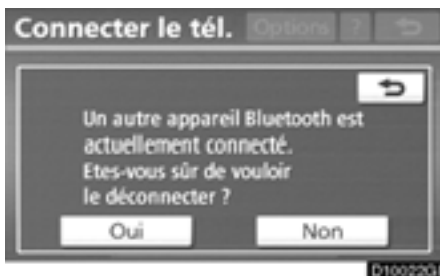 Connecter le tél. Options ?
Un autre appareil Bluetooth est
actuellement connecté.
Etes-vous sûr de vouloir
le déconnecter ?
Oui Non